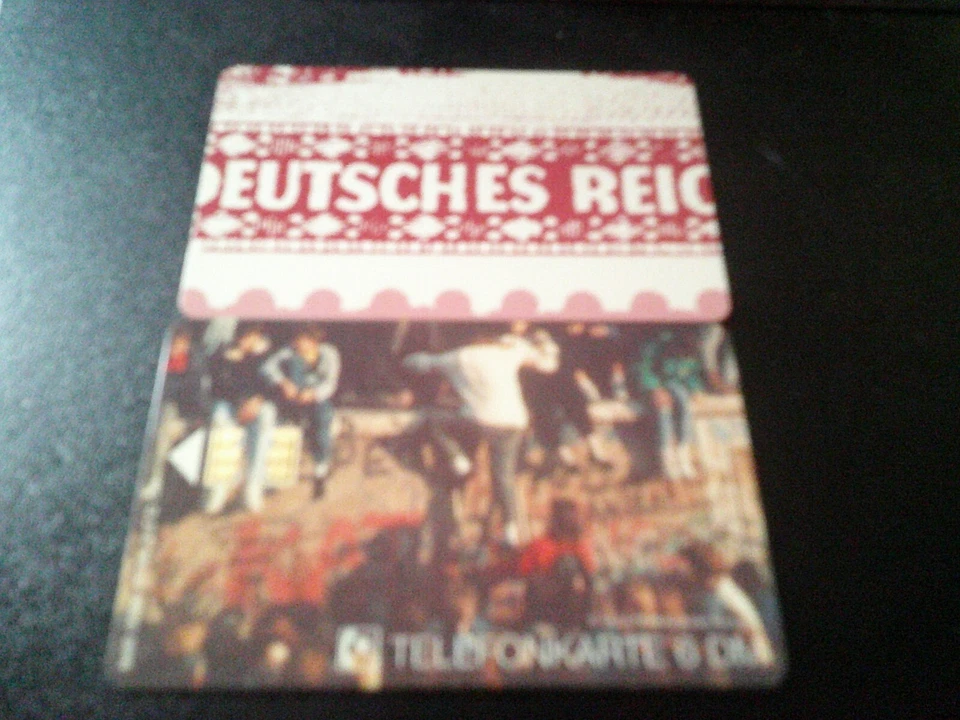 DEUTSCHES REIC
TELEFONKARTE 6 DM